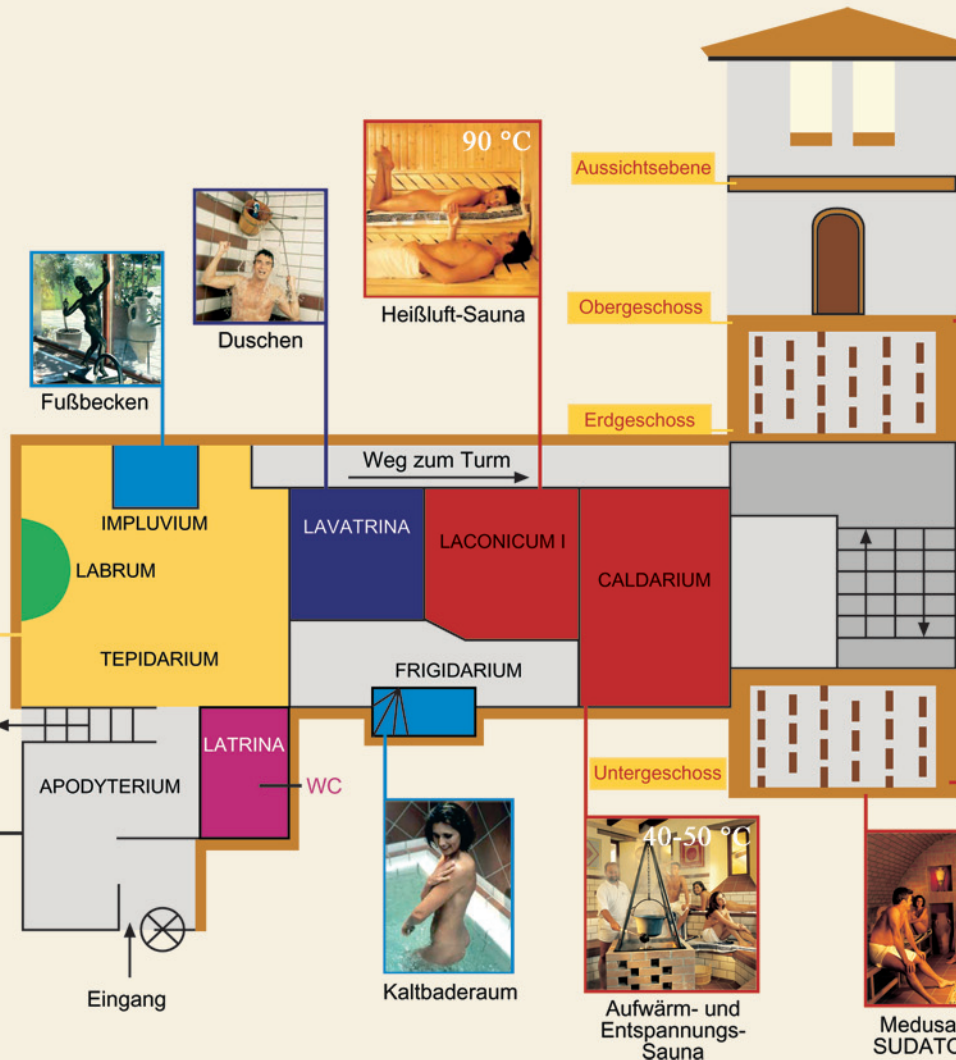 90 °C
Aussichtsebene
Heißluft-Sauna
Obergeschoss
Duschen
Fußbecken
Erdgeschoss
Weg zum Turm
IMPLUVIUM
LAVATRINA
LACONICUM I
LABRUM
CALDARIUM
TEPIDARIUM
FRIGIDARIUM
LATRINA
Untergeschoss
APODYTERIUM
WC
40-50 °C
Eingang
Kaltbaderaum
Aufwärm- und
Entspannungs-
Sauna
Medusa